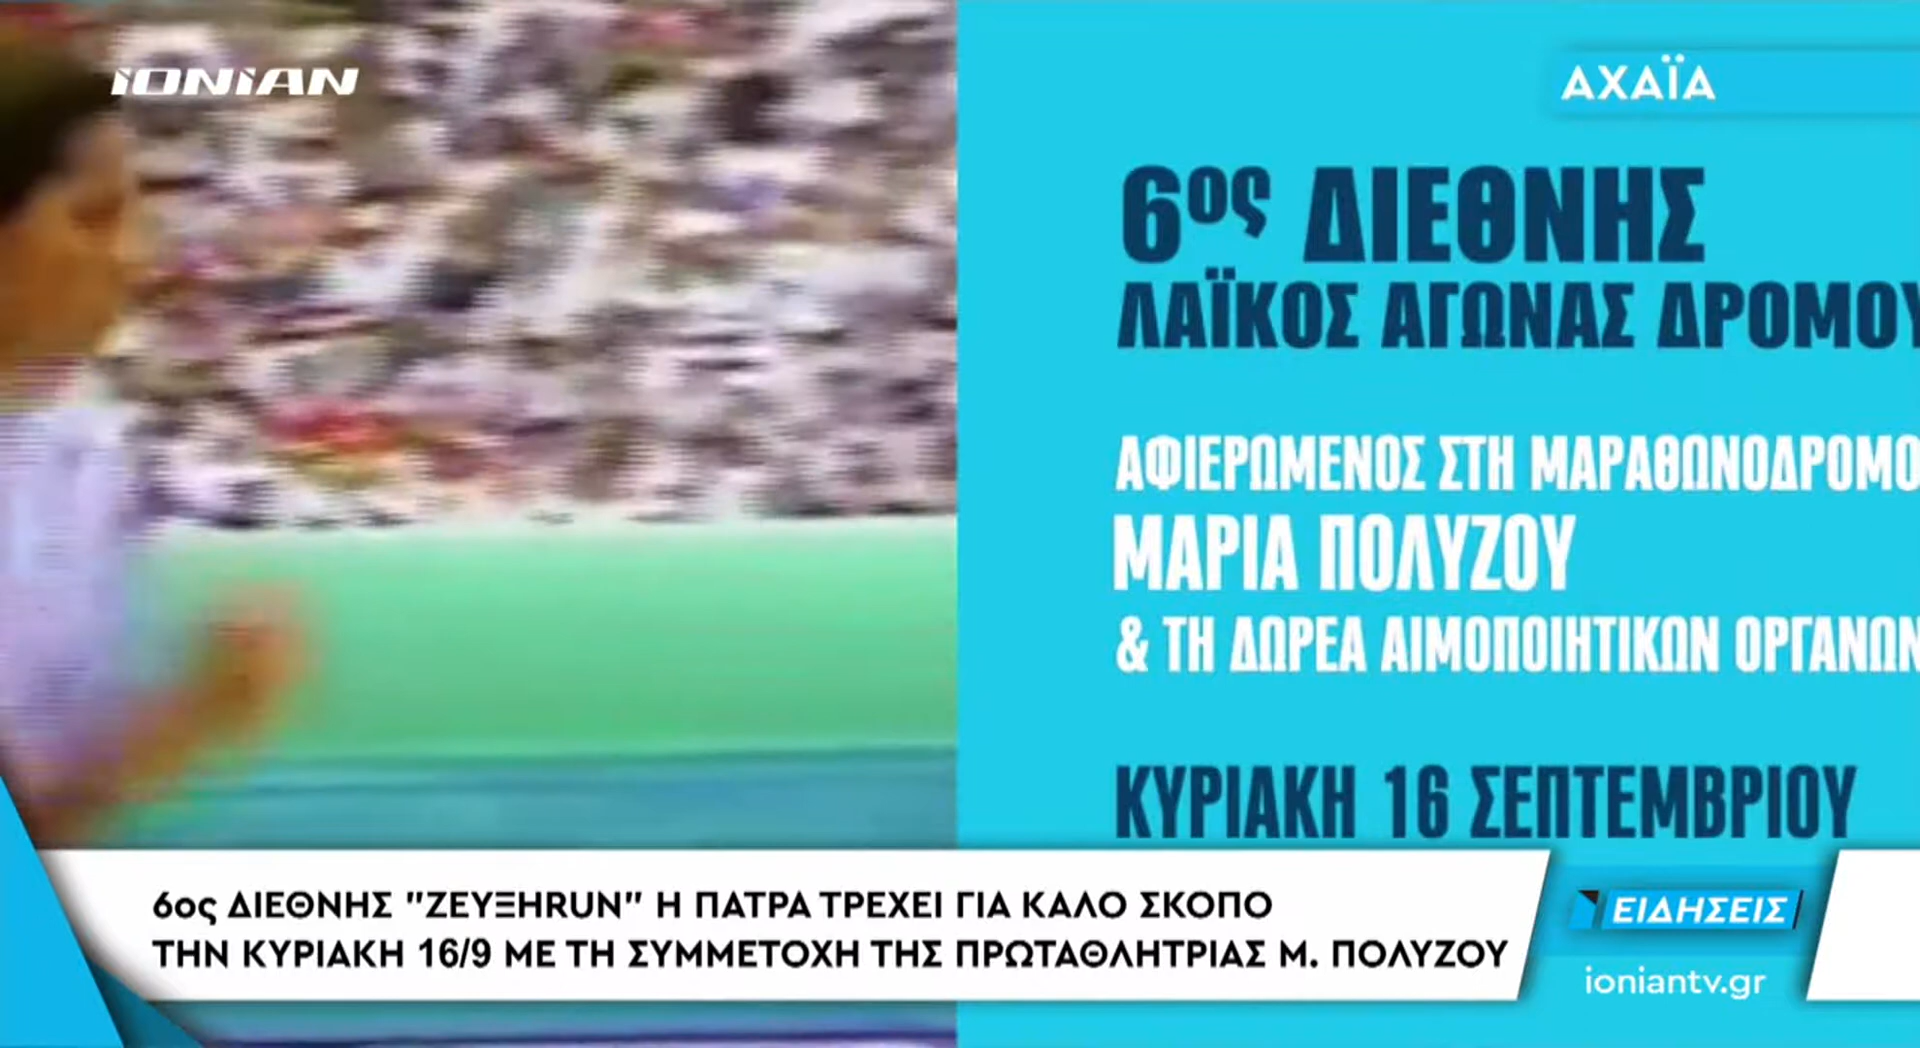 IONIAN
ΑΧΑΪΑ
6ος ΔΙΕΘΝΗΣ
ΛΑΪΚΟΣ ΑΓΩΝΑΣ ΔΡΟΜΟΥ
ΑΦΙΕΡΩΜΕΝΟΣ ΣΤΗ ΜΑΡΑΘΩΝΟΔΡΟΜΟ
ΜΑΡΙΑ ΠΟΛΥΖΟΥ
& ΤΗ ΔΩΡΕΑ ΑΙΜΟΠΟΙΗΤΙΚΩΝ ΟΡΓΑΝΩΝ
ΚΥΡΙΑΚΗ 16 ΣΕΠΤΕΜΒΡΙΟΥ
6ος ΔΙΕΘΝΗΣ "ΖΕΥΞΗRUN" Η ΠΑΤΡΑ ΤΡΕΧΕΙ ΓΙΑ ΚΑΛΟ ΣΚΟΠΟ
ΤΗΝ ΚΥΡΙΑΚΗ 16/9 ΜΕ ΤΗ ΣΥΜΜΕΤΟΧΗ ΤΗΣ ΠΡΩΤΑΘΛΗΤΡΙΑΣ Μ. ΠΟΛΥΖΟΥ
ΕΙΔΗΣΕΙΣ
ioniantv.gr